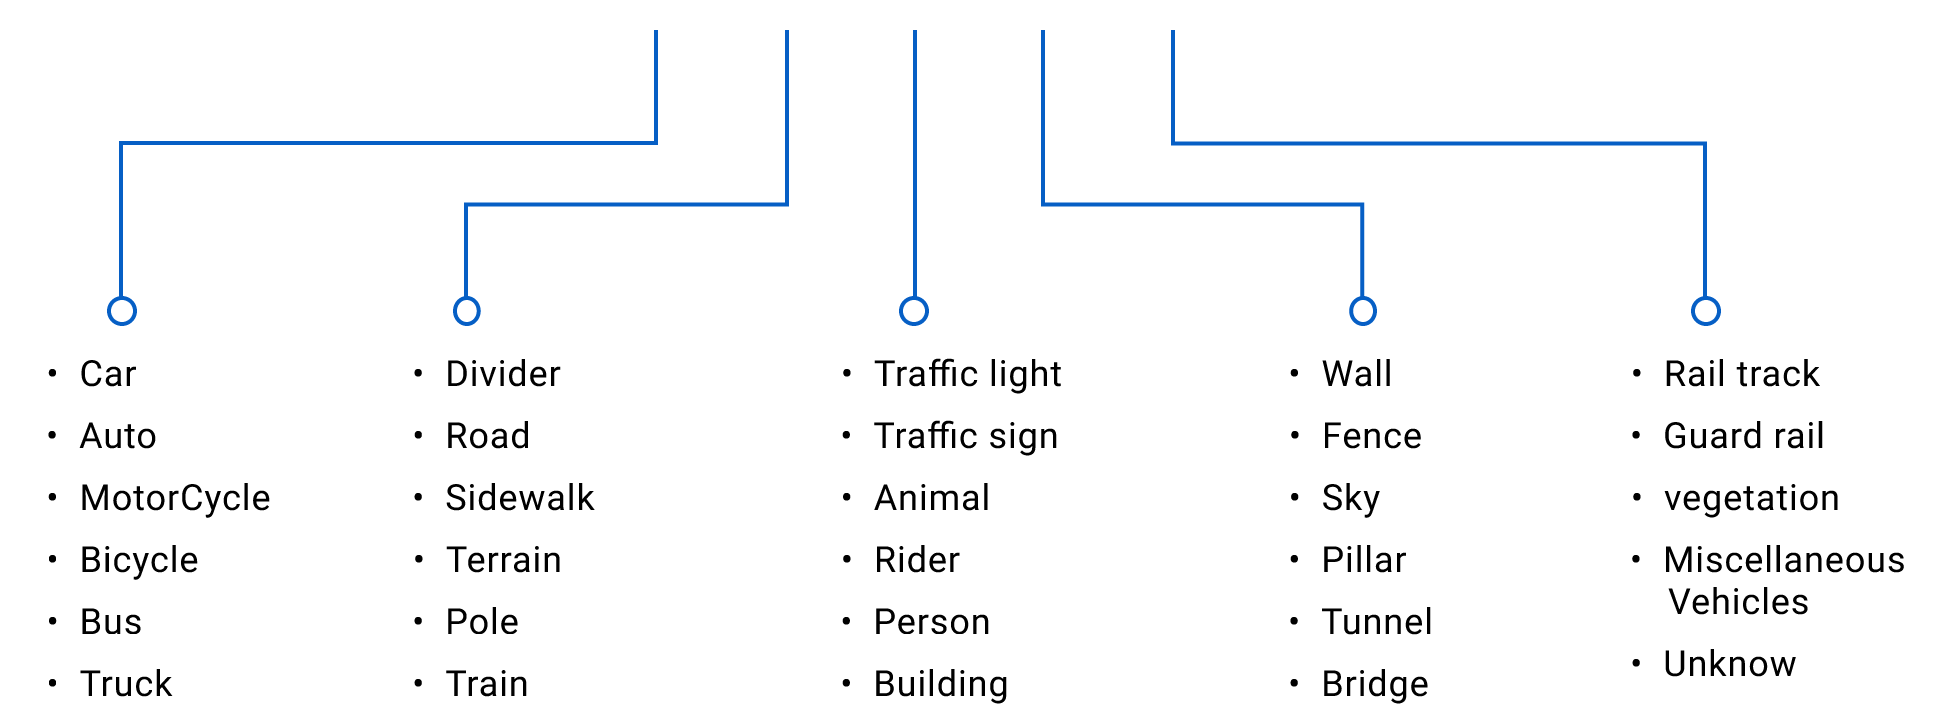 • Car
• Auto
• MotorCycle
• Bicycle
• Bus
• Truck
• Divider
• Road
• Sidewalk
• Terrain
• Pole
• Train
• Traffic light
• Traffic sign
• Animal
• Rider
• Person
• Building
• Wall
• Fence
• Sky
• Pillar
• Tunnel
• Bridge
• Rail track
• Guard rail
• vegetation
• Miscellaneous
Vehicles
• Unknow